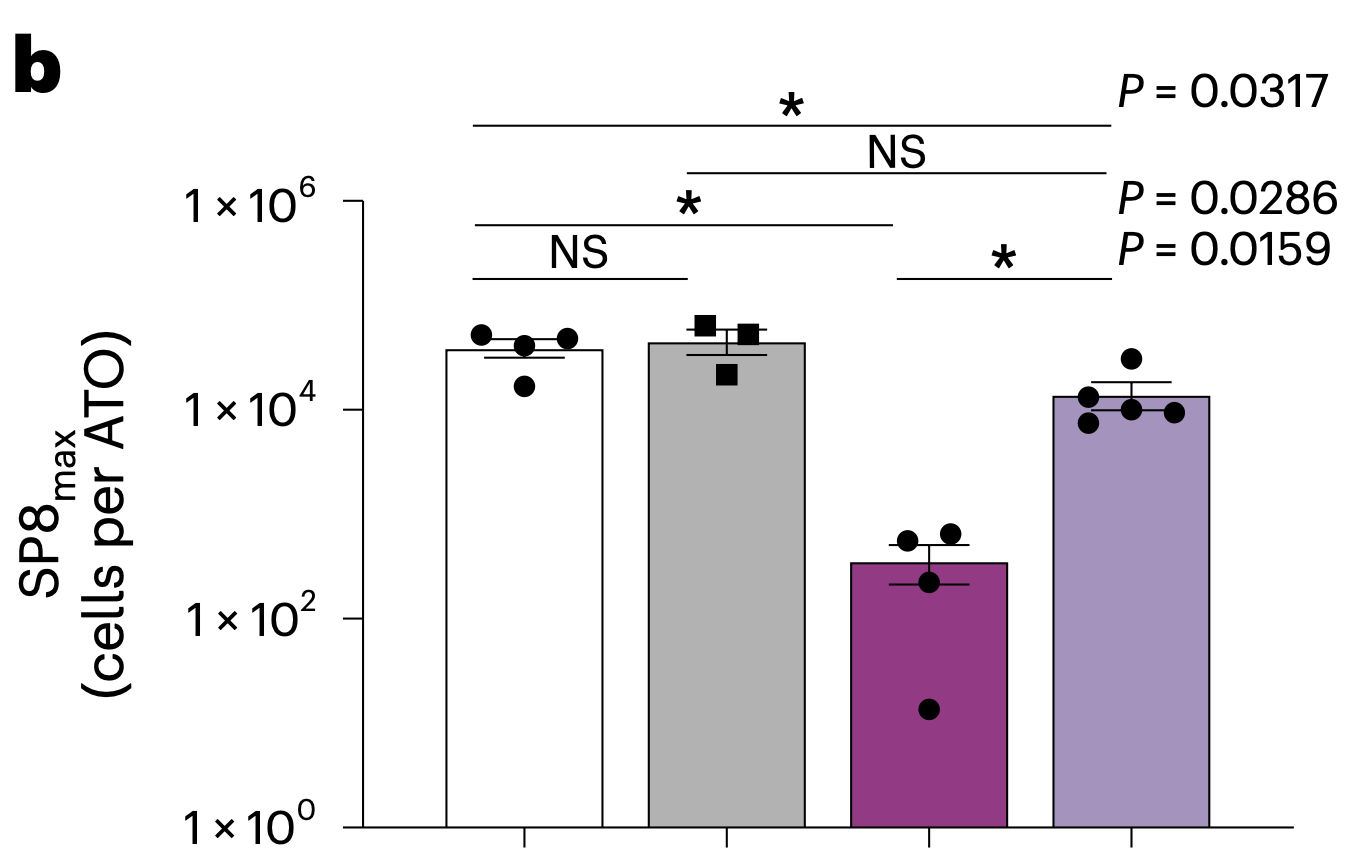 b
P = 0.0317
*
NS
1 × 10⁶
P = 0.0286
*
P = 0.0159
NS
*
SP8max
(cells per ATO)
1 × 10⁴
1 × 10²
1 × 10⁰